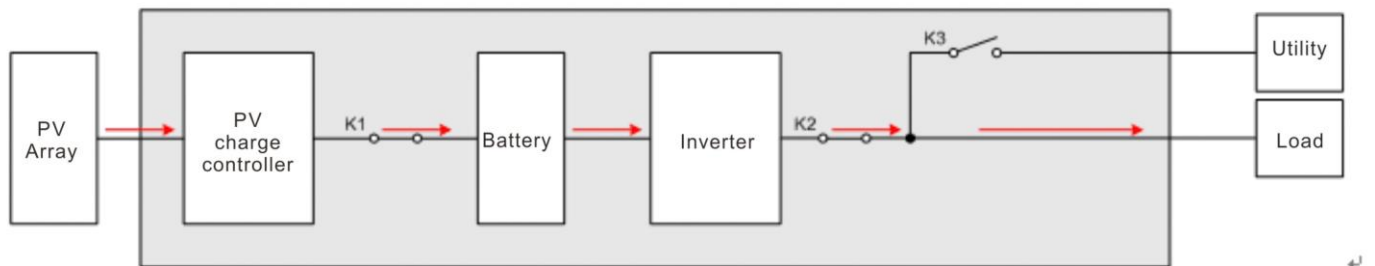 PV
Array
PV
charge
controller
K1
Battery
Inverter
K2
K3
Utility
Load